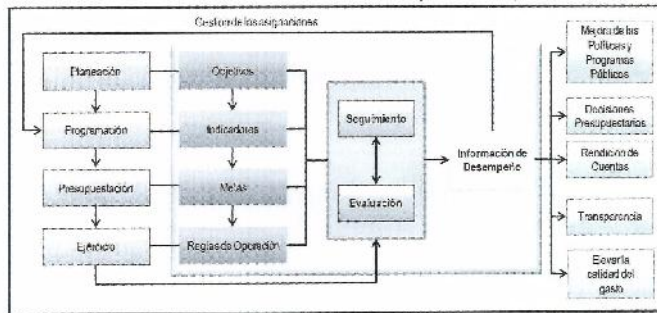 Gestión de las asignaciones
Planeación
Programación
Presupuestación
Ejercicio
Objetivos
Indicadores
Metas
Reglas de Operación
Seguimiento
Evaluación
Información de
Desempeño
Mejora de las
Políticas y
Programas
Públicos
Decisiones
Presupuestarias
Rendición de
Cuentas
Transparencia
Elevar la
calidad del
gasto